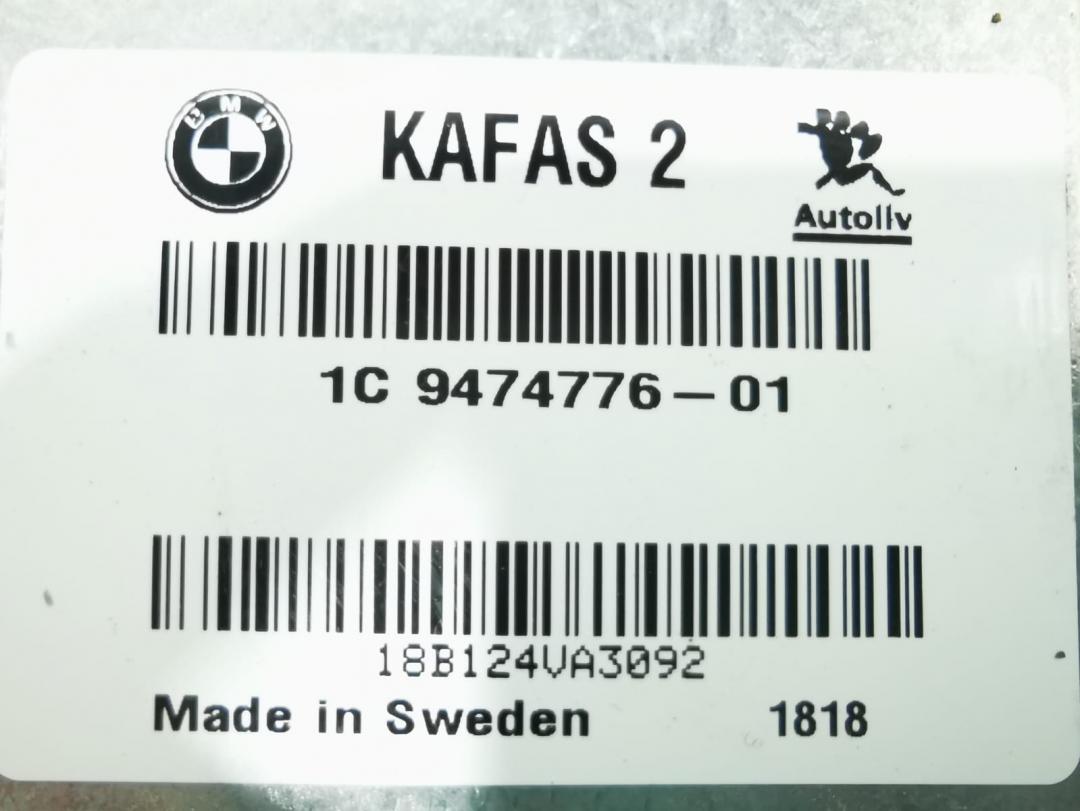 BMW KAFAS 2
Autoliv
1C 9474776-01
18B124VA3092
Made in Sweden 1818